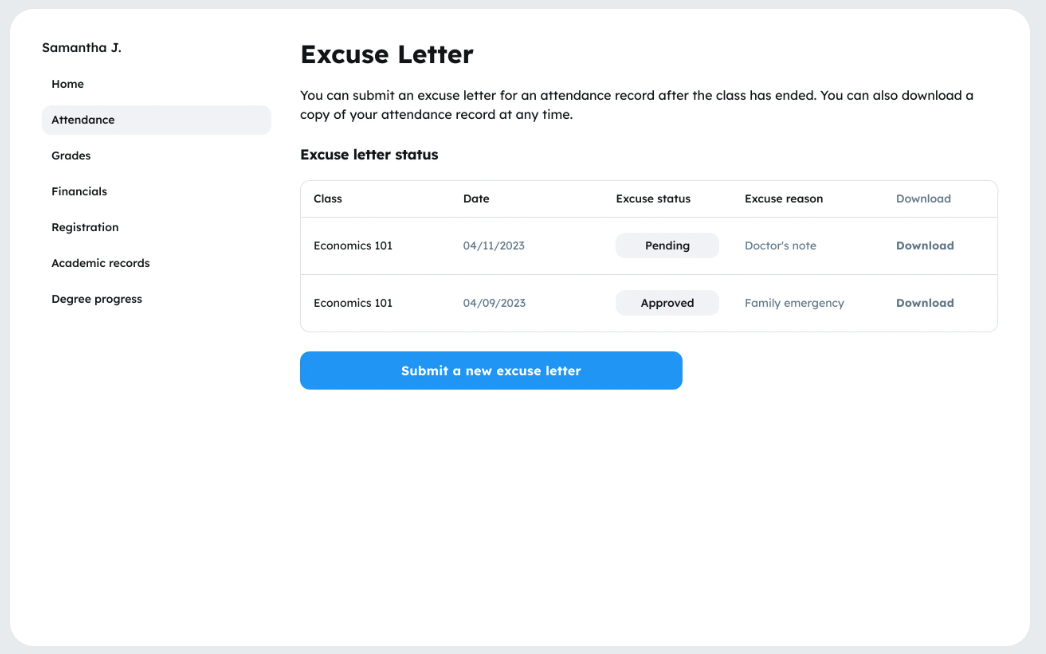 Samantha J.
Home
Attendance
Grades
Financials
Registration
Academic records
Degree progress
Excuse Letter
You can submit an excuse letter for an attendance record after the class has ended. You can also download a
copy of your attendance record at any time.
Excuse letter status
Class Date Excuse status Excuse reason Download
Economics 101 04/11/2023 Pending Doctor's note Download
Economics 101 04/09/2023 Approved Family emergency Download
Submit a new excuse letter